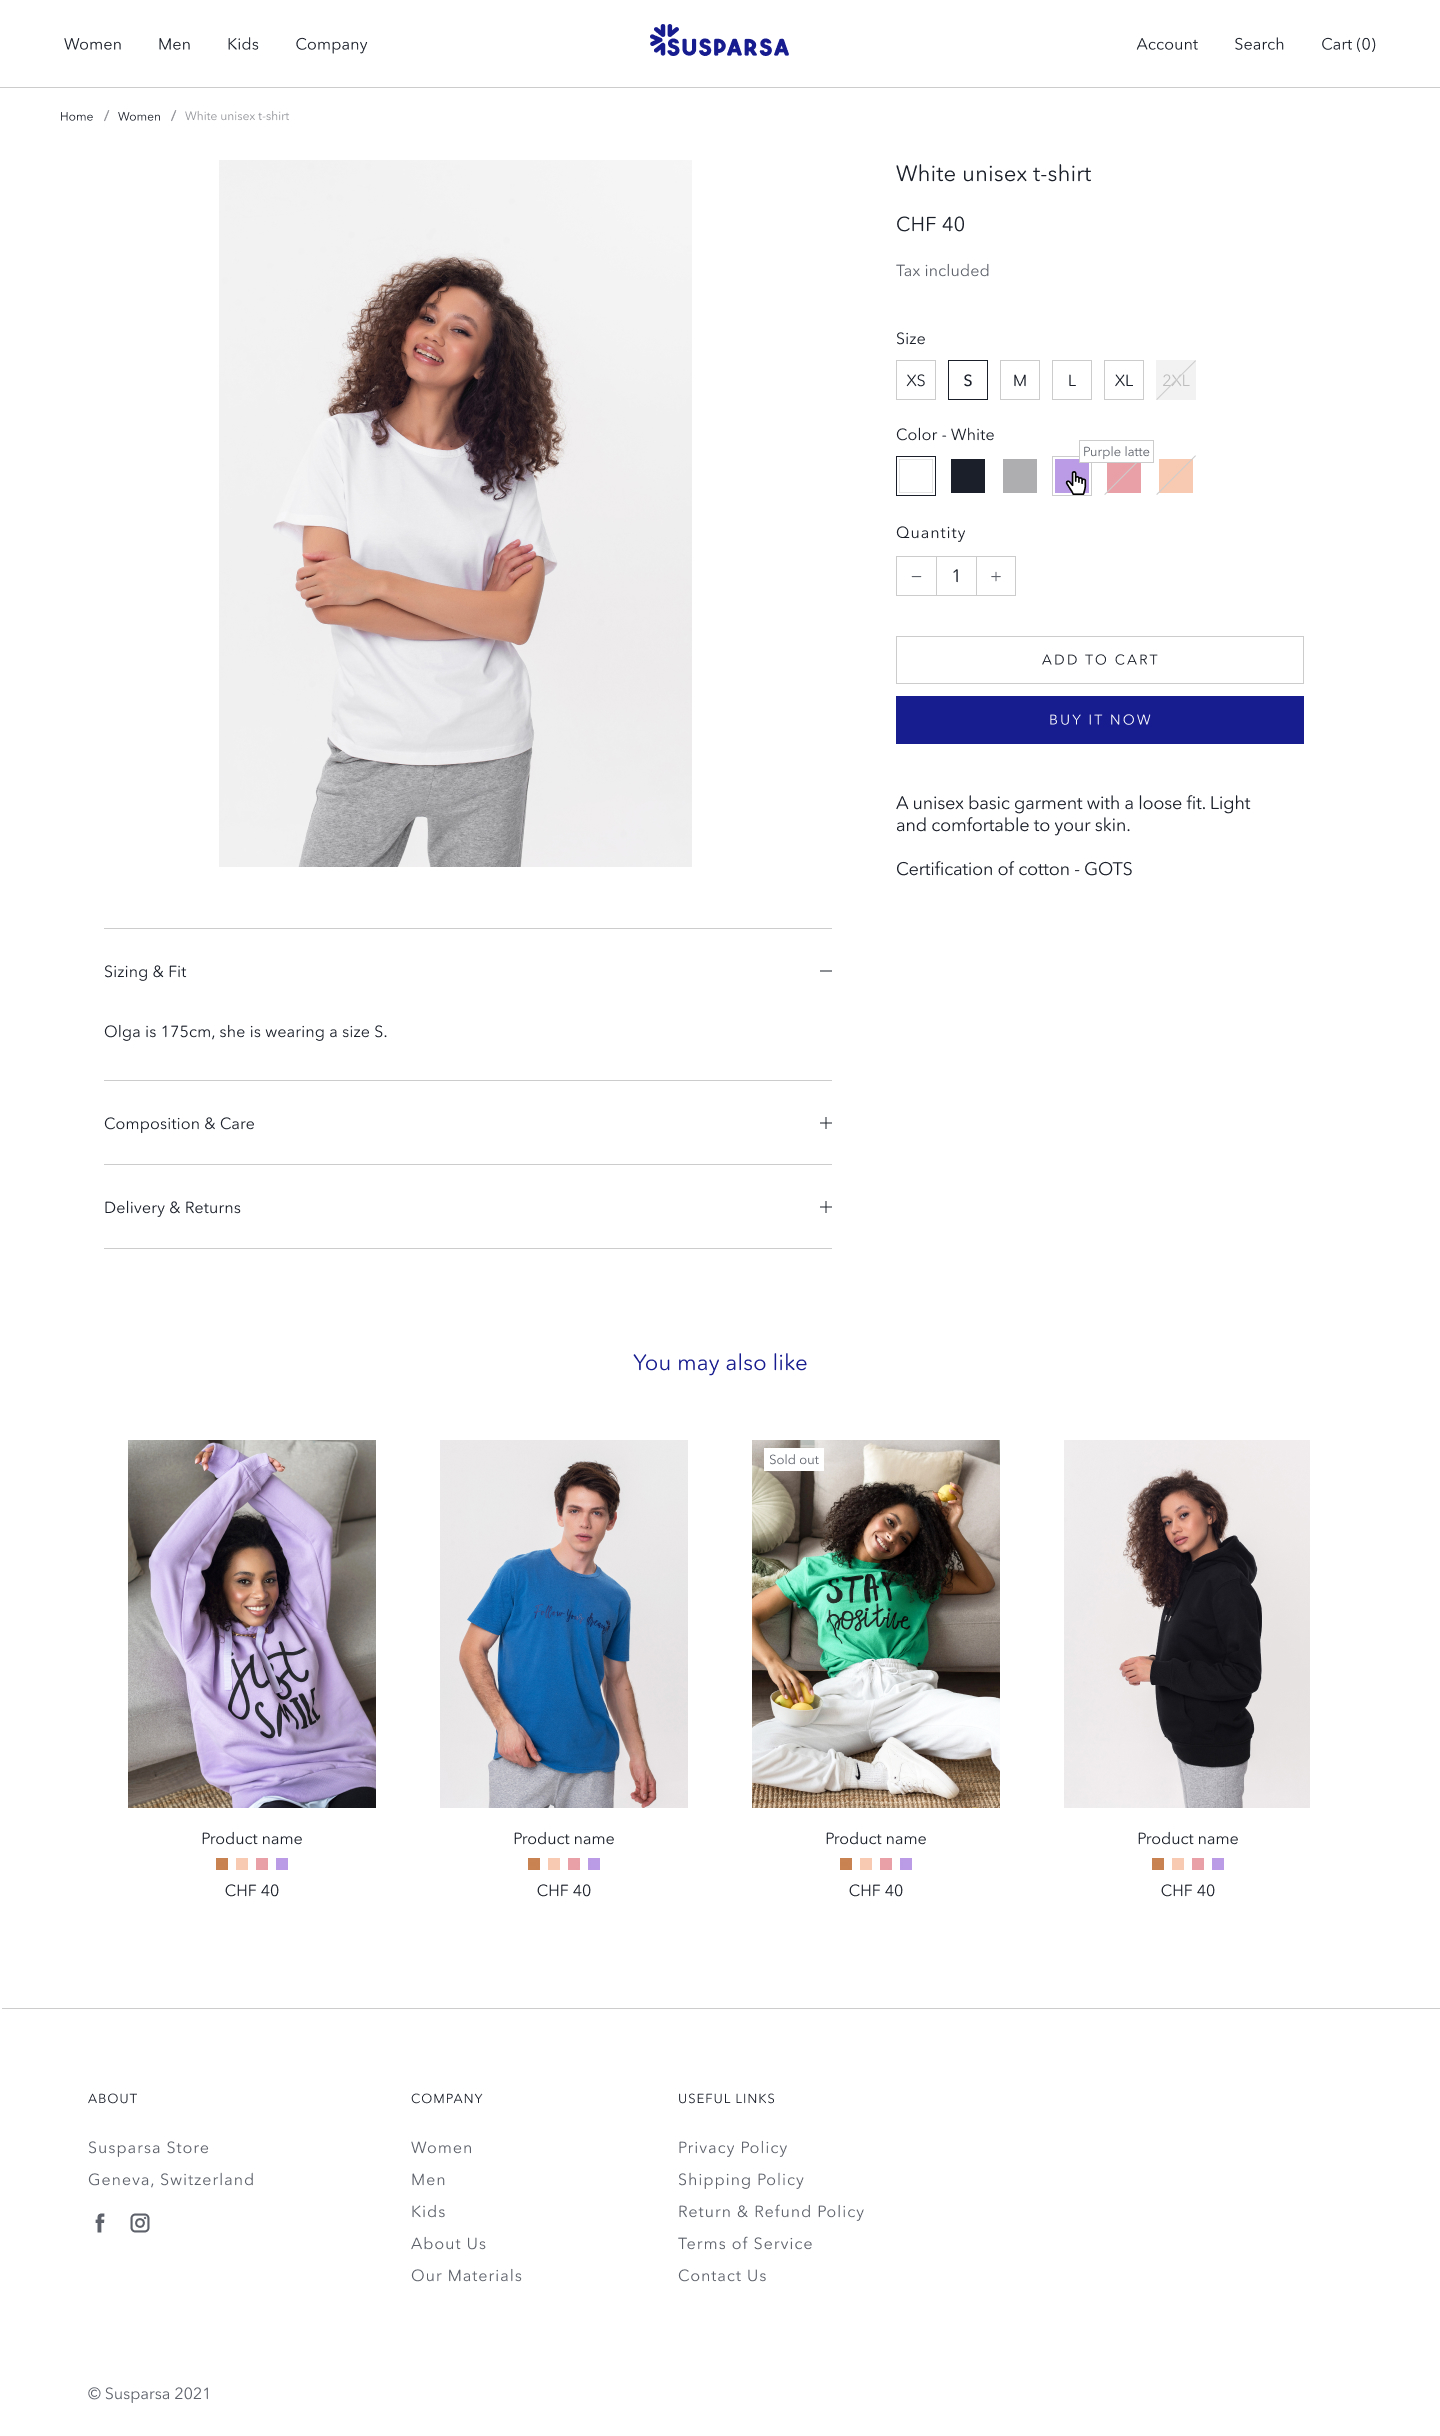 Women Men Kids Company
SUSPARSA
Account Search Cart (0)
Home / Women / White unisex t-shirt
White unisex t-shirt
CHF 40
Tax included
Size
XS S M L XL 2XL
Color - White
Purple latte
Quantity
− 1 +
ADD TO CART
BUY IT NOW
A unisex basic garment with a loose fit. Light
and comfortable to your skin.
Certification of cotton - GOTS
Sizing & Fit
Olga is 175cm, she is wearing a size S.
Composition & Care
Delivery & Returns
You may also like
just
SMILE
Sold out
STAY
positive
Product name
CHF 40
Product name
CHF 40
Product name
CHF 40
Product name
CHF 40
ABOUT
Susparsa Store
Geneva, Switzerland
COMPANY
Women
Men
Kids
About Us
Our Materials
USEFUL LINKS
Privacy Policy
Shipping Policy
Return & Refund Policy
Terms of Service
Contact Us
© Susparsa 2021